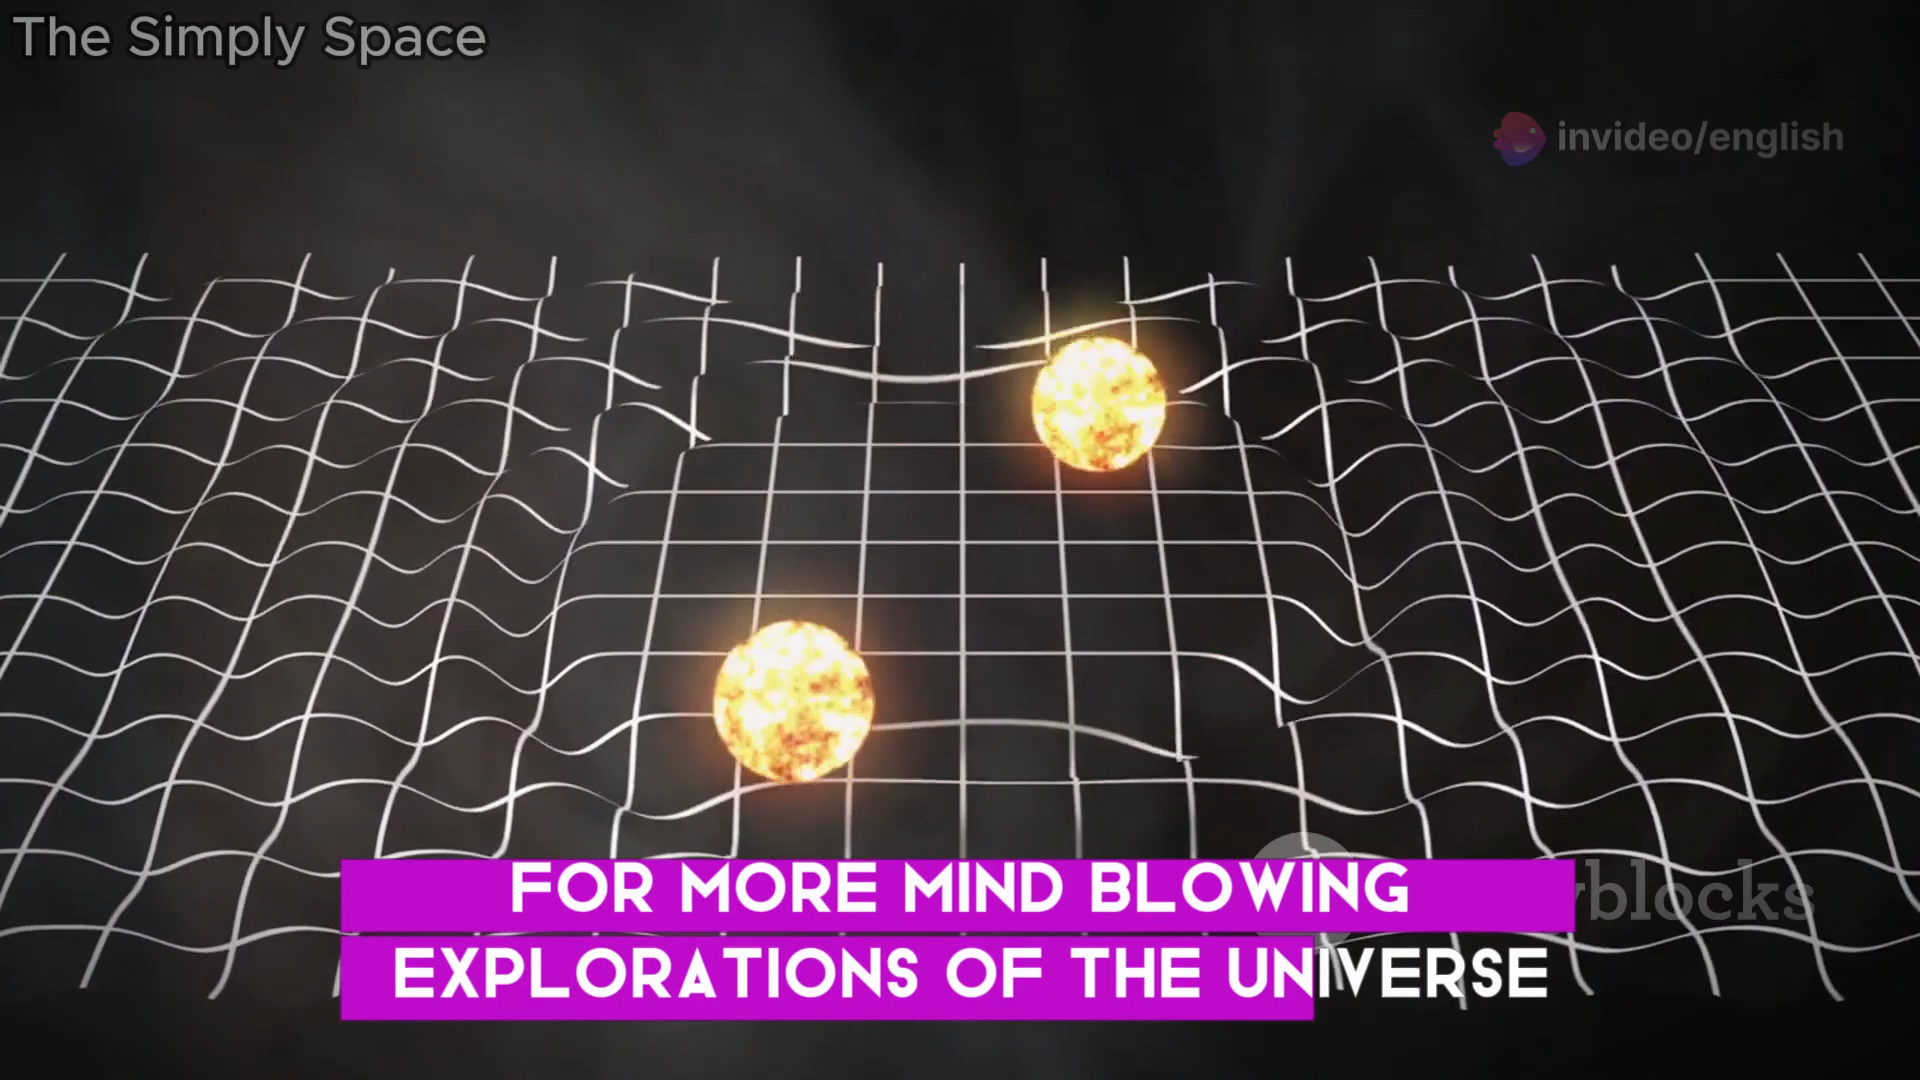 The Simply Space
invideo/english
FOR MORE MIND BLOWING
EXPLORATIONS OF THE UNIVERSE